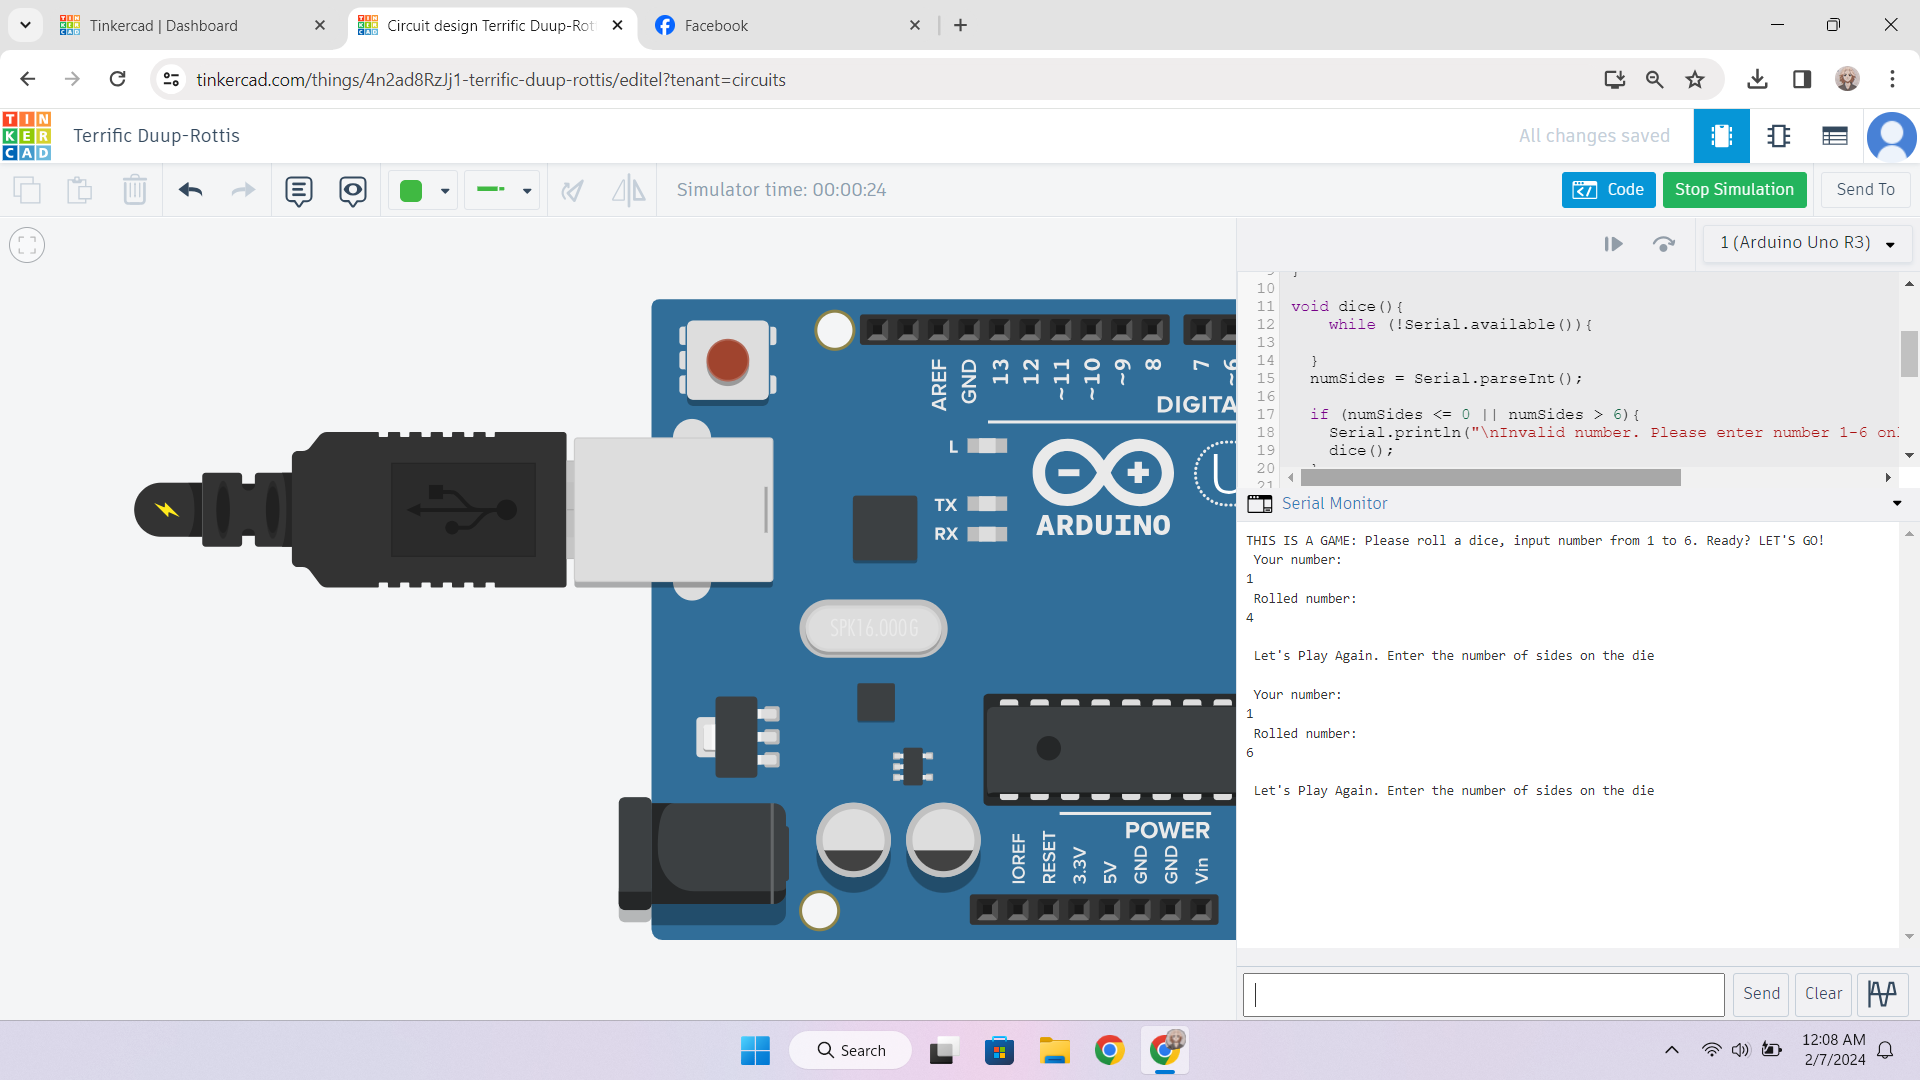 Tinkercad | Dashboard
Circuit design Terrific Duup-Rot
Facebook
tinkercad.com/things/4n2ad8RzJj1-terrific-duup-rottis/editel?tenant=circuits
TIN
KER
CAD
Terrific Duup-Rottis
All changes saved
Simulator time: 00:00:24
Code
Stop Simulation
Send To
1 (Arduino Uno R3)
10
11 void dice(){
12 while (!Serial.available()){
13
14 }
15 numSides = Serial.parseInt();
16
17 if (numSides <= 0 || numSides > 6){
18 Serial.println("\nInvalid number. Please enter number 1-6 onl
19 dice();
20
21
AREF
GND
13
12
~11
~10
~9
8
7
~6
DIGITA
L
TX
RX
ARDUINO
U
SPK16.000G
POWER
IOREF
RESET
3.3V
5V
GND
GND
Vin
Serial Monitor
THIS IS A GAME: Please roll a dice, input number from 1 to 6. Ready? LET'S GO!
Your number:
1
Rolled number:
4
Let's Play Again. Enter the number of sides on the die
Your number:
1
Rolled number:
6
Let's Play Again. Enter the number of sides on the die
Send
Clear
Search
12:08 AM
2/7/2024